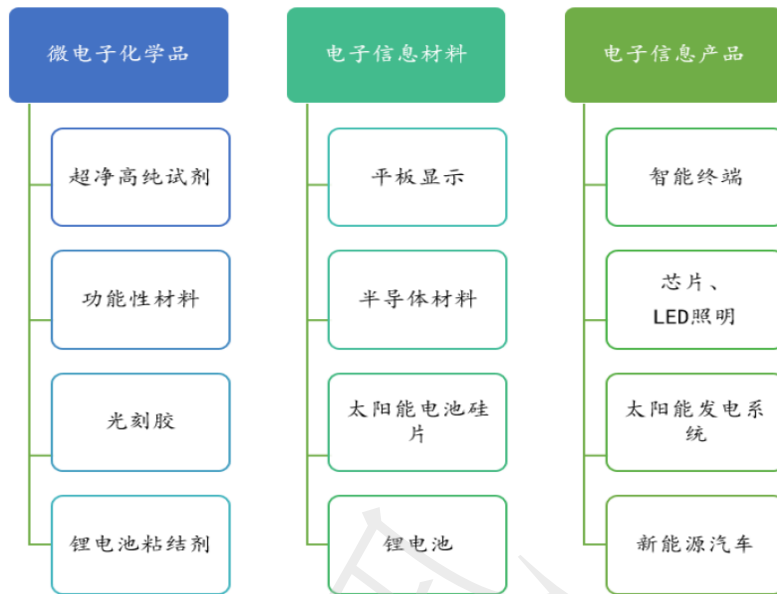 微电子化学品
超净高纯试剂
功能性材料
光刻胶
锂电池粘结剂
电子信息材料
平板显示
半导体材料
太阳能电池硅
片
锂电池
电子信息产品
智能终端
芯片、
LED照明
太阳能发电系
统
新能源汽车